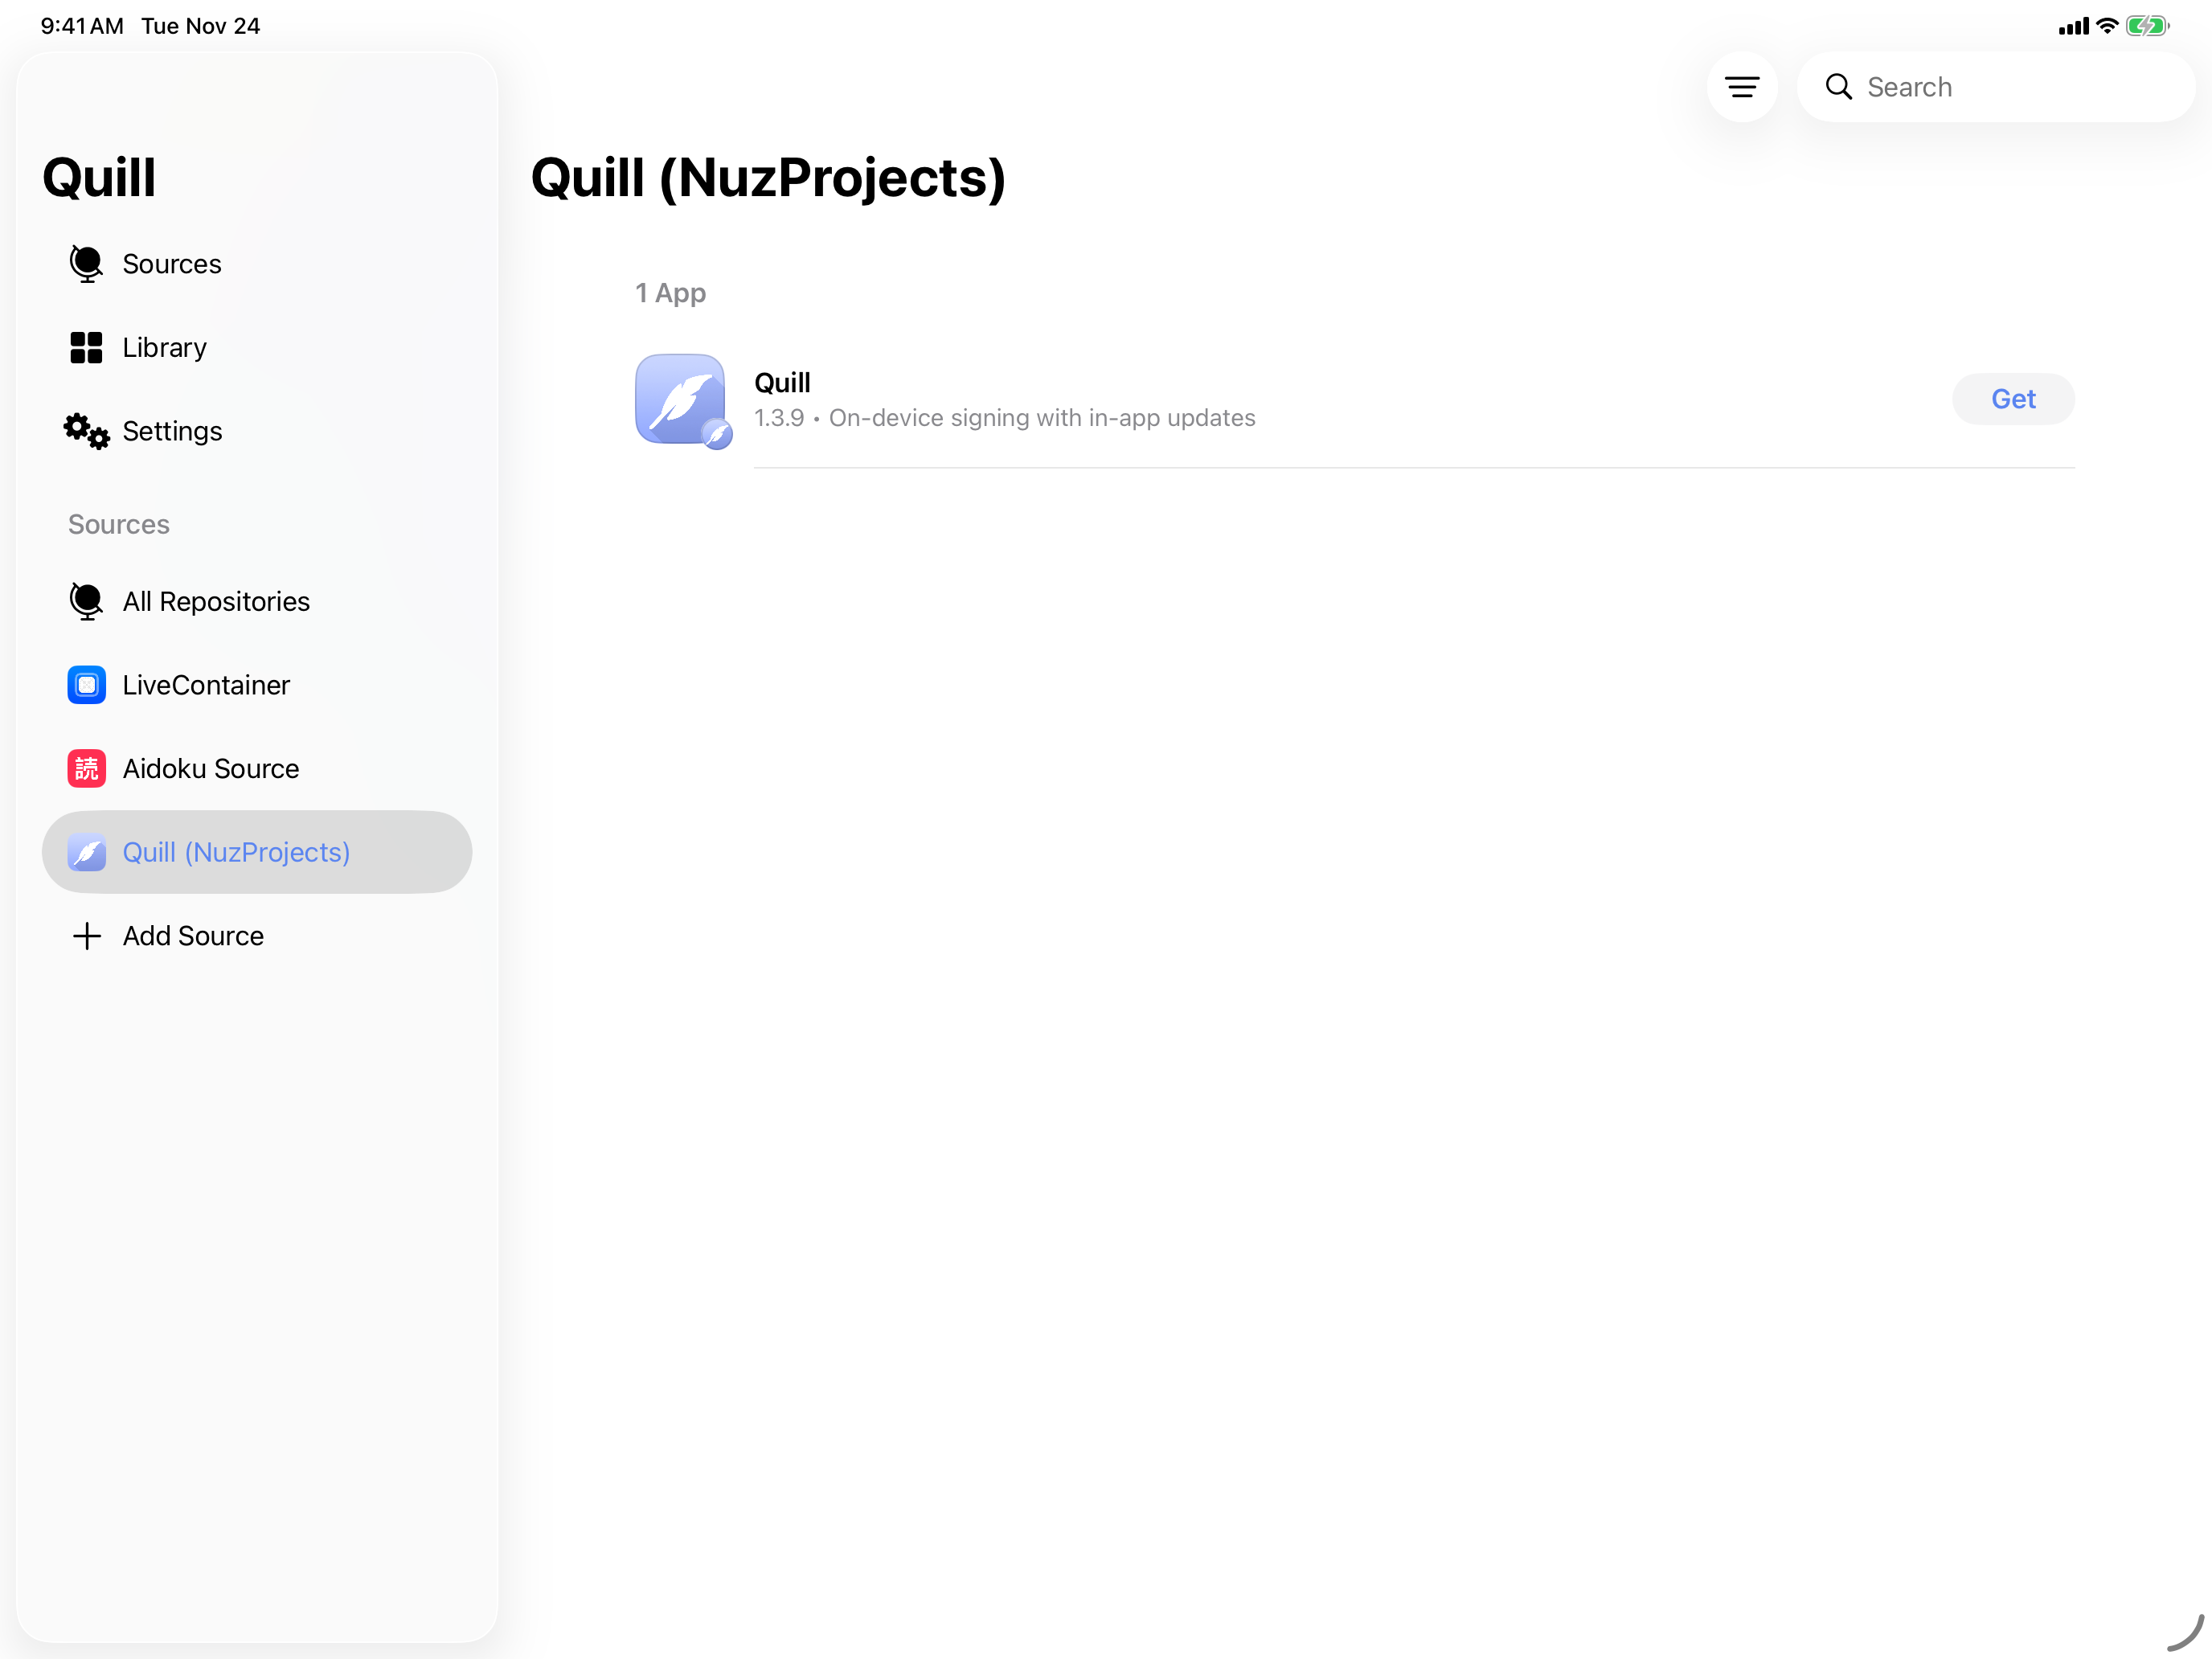 9:41 AM Tue Nov 24
Search
Quill
Sources
Library
Settings
Sources
All Repositories
LiveContainer
読 Aidoku Source
Quill (NuzProjects)
Add Source
Quill (NuzProjects)
1 App
Quill
1.3.9 • On-device signing with in-app updates
Get